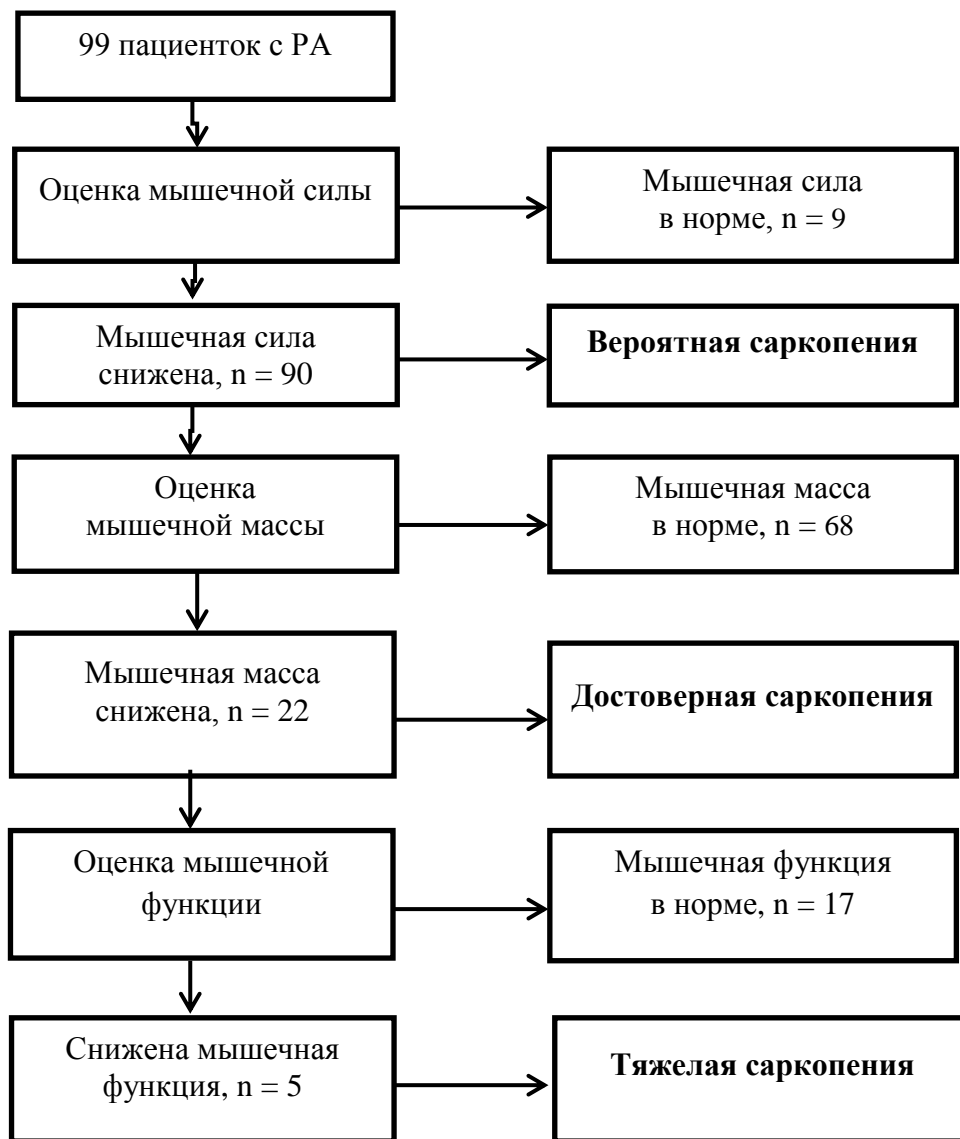 99 пациенток с РА
Оценка мышечной силы
Мышечная сила
в норме, n = 9
Мышечная сила
снижена, n = 90
Вероятная саркопения
Оценка
мышечной массы
Мышечная масса
в норме, n = 68
Мышечная масса
снижена, n = 22
Достоверная саркопения
Оценка мышечной
функции
Мышечная функция
в норме, n = 17
Снижена мышечная
функция, n = 5
Тяжелая саркопения